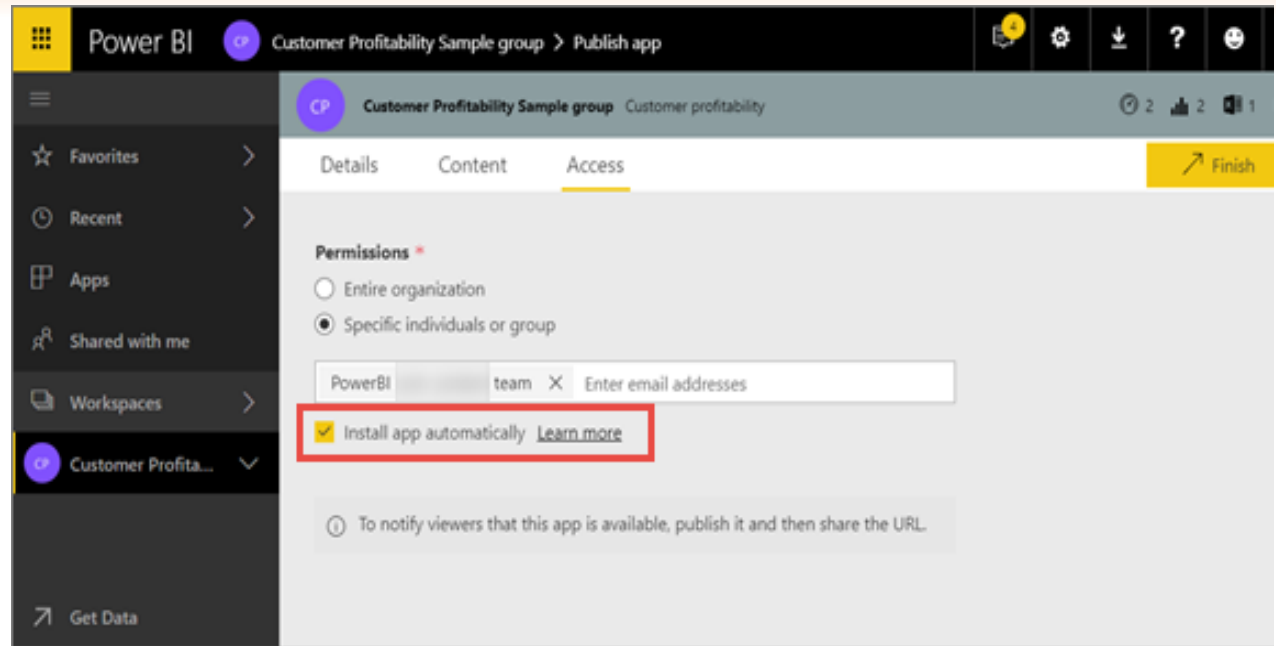 Power BI CP Customer Profitability Sample group > Publish app 4 ?
CP Customer Profitability Sample group Customer profitability 2 2 1
Favorites
Recent
Apps
Shared with me
Workspaces
CP Customer Profita...
Get Data
Details Content Access Finish
Permissions *
Entire organization
Specific individuals or group
PowerBI team Enter email addresses
Install app automatically Learn more
To notify viewers that this app is available, publish it and then share the URL.